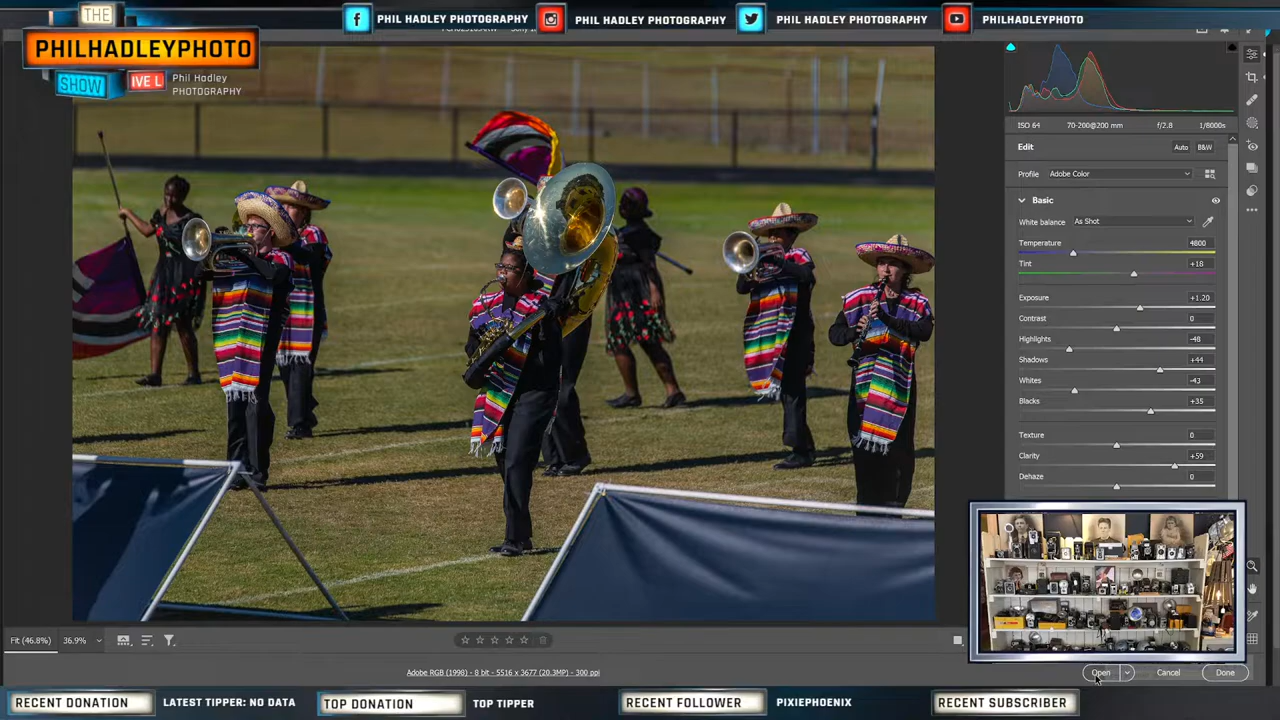 THE
PHILHADLEYPHOTO
SHOW
IVE L
Phil Hadley
PHOTOGRAPHY
PHIL HADLEY PHOTOGRAPHY
PHIL HADLEY PHOTOGRAPHY
PHIL HADLEY PHOTOGRAPHY
PHILHADLEYPHOTO
ISO 64 70-200@200 mm f/2.8 1/8000s
Edit Auto B&W
Profile Adobe Color
Basic
White balance As Shot
Temperature 4800
Tint +18
Exposure +1.20
Contrast 0
Highlights -48
Shadows +44
Whites -43
Blacks +35
Texture 0
Clarity +59
Dehaze 0
Fit (46.8%) 36.9%
Adobe RGB (1998) - 8 bit - 5516 x 3677 (20.3MP) - 300 ppi
Open Cancel Done
RECENT DONATION LATEST TIPPER: NO DATA TOP DONATION TOP TIPPER RECENT FOLLOWER PIXIEPHOENIX RECENT SUBSCRIBER